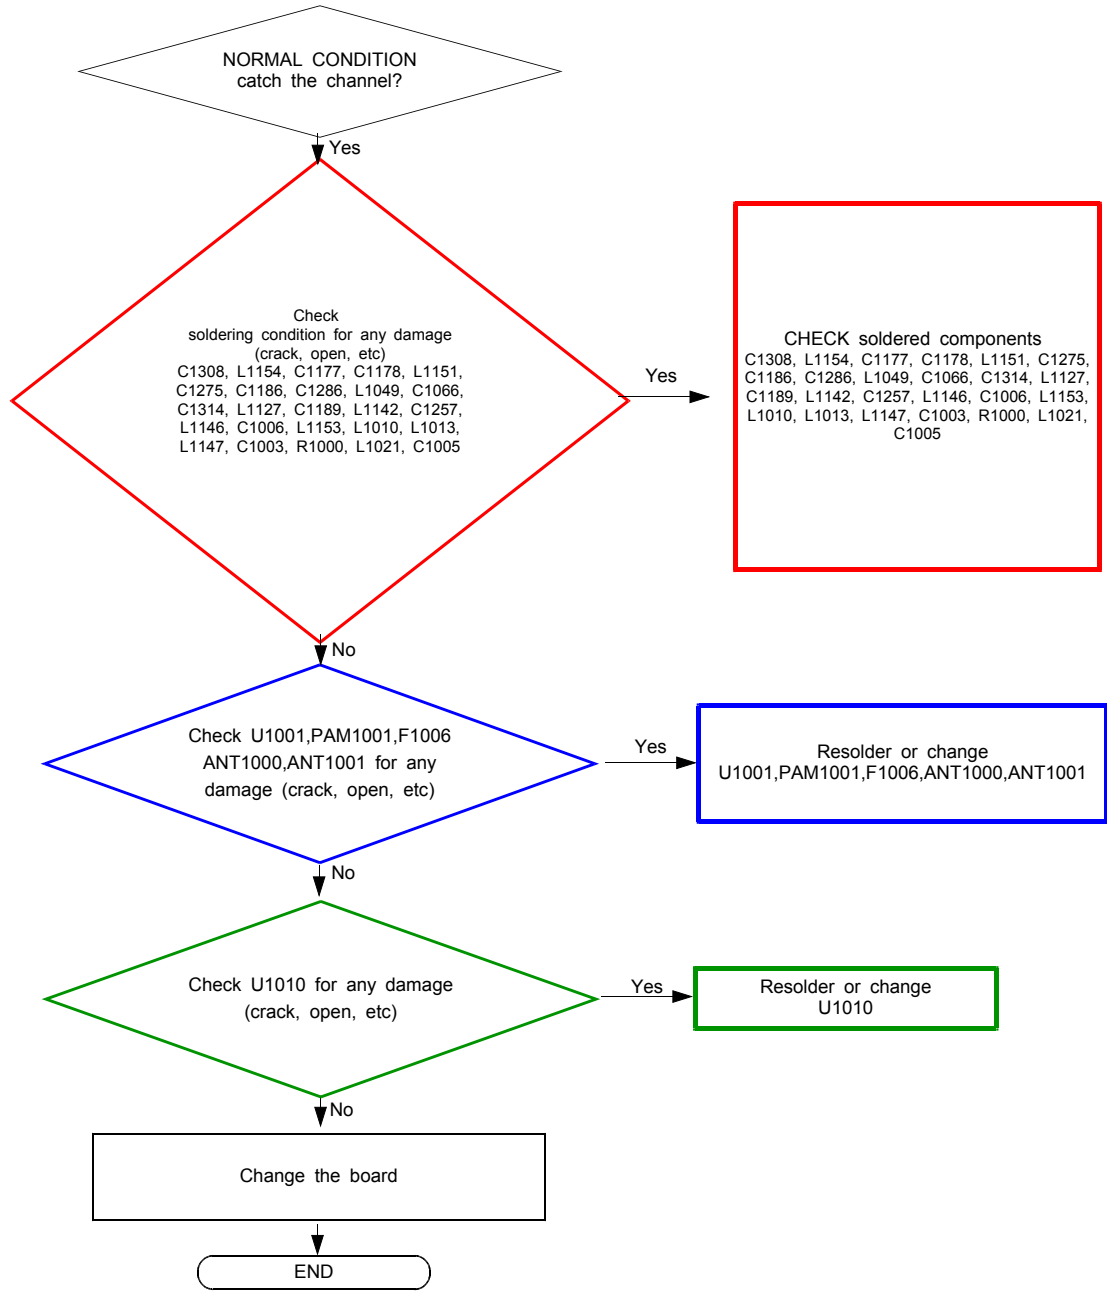 NORMAL CONDITION
catch the channel?
Yes
Check
soldering condition for any damage
(crack, open, etc)
C1308, L1154, C1177, C1178, L1151,
C1275, C1186, C1286, L1049, C1066,
C1314, L1127, C1189, L1142, C1257,
L1146, C1006, L1153, L1010, L1013,
L1147, C1003, R1000, L1021, C1005
Yes
CHECK soldered components
C1308, L1154, C1177, C1178, L1151, C1275,
C1186, C1286, L1049, C1066, C1314, L1127,
C1189, L1142, C1257, L1146, C1006, L1153,
L1010, L1013, L1147, C1003, R1000, L1021,
C1005
No
Check U1001,PAM1001,F1006
ANT1000,ANT1001 for any
damage (crack, open, etc)
Yes
Resolder or change
U1001,PAM1001,F1006,ANT1000,ANT1001
No
Check U1010 for any damage
(crack, open, etc)
Yes
Resolder or change
U1010
No
Change the board
END